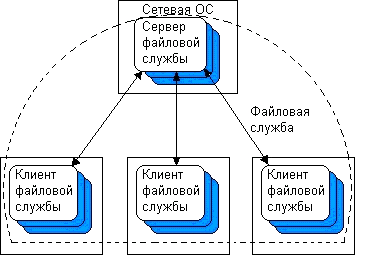 Сетевая ОС
Сервер
файловой
службы
Файловая
служба
Клиент
файловой
службы
Клиент
файловой
службы
Клиент
файловой
службы